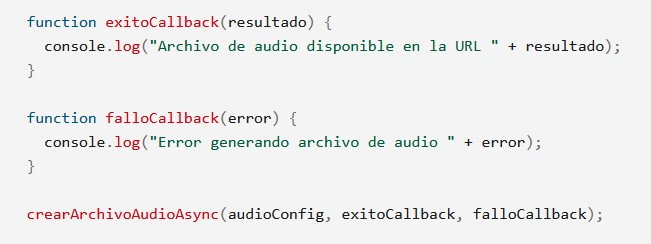 function exitoCallback(resultado) {
  console.log("Archivo de audio disponible en la URL " + resultado);
}

function falloCallback(error) {
  console.log("Error generando archivo de audio " + error);
}

crearArchivoAudioAsync(audioConfig, exitoCallback, falloCallback);